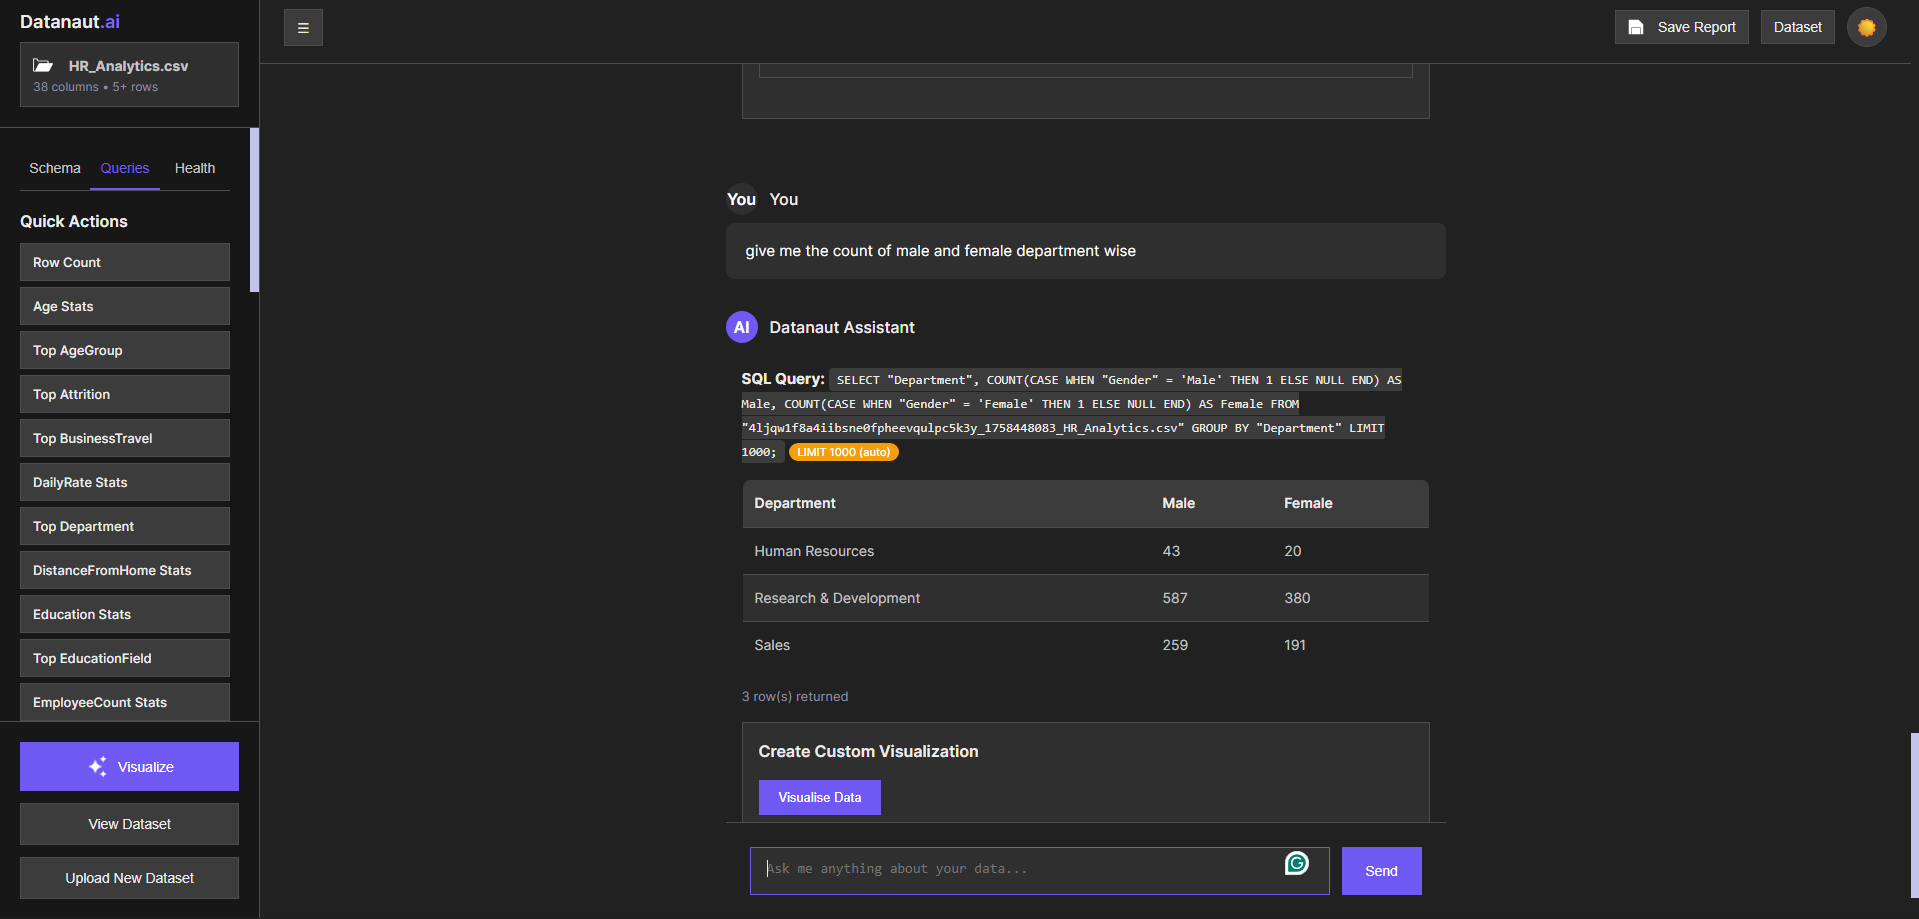 Datanaut.ai
HR_Analytics.csv
38 columns • 5+ rows
Schema Queries Health
Quick Actions
Row Count
Age Stats
Top AgeGroup
Top Attrition
Top BusinessTravel
DailyRate Stats
Top Department
DistanceFromHome Stats
Education Stats
Top EducationField
EmployeeCount Stats
Visualize
View Dataset
Upload New Dataset
Save Report Dataset
You You
give me the count of male and female department wise
AI Datanaut Assistant
SQL Query: SELECT "Department", COUNT(CASE WHEN "Gender" = 'Male' THEN 1 ELSE NULL END) AS
Male, COUNT(CASE WHEN "Gender" = 'Female' THEN 1 ELSE NULL END) AS Female FROM
"4ljqw1f8a4iibsne0fpheevqulpc5k3y_1758448083_HR_Analytics.csv" GROUP BY "Department" LIMIT
1000; LIMIT 1000 (auto)
Department Male Female
Human Resources 43 20
Research & Development 587 380
Sales 259 191
3 row(s) returned
Create Custom Visualization
Visualise Data
Ask me anything about your data...
Send